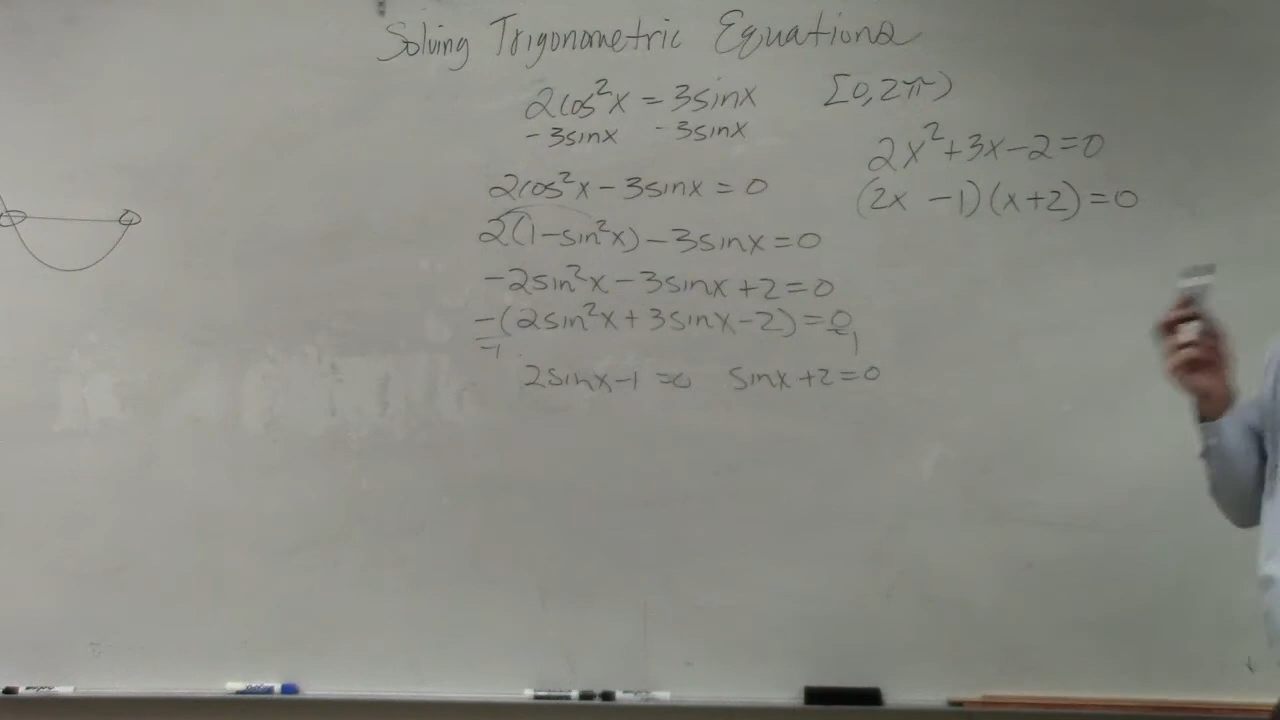 Solving Trigonometric Equations
2cos²x = 3sinx [0,2π)
-3sinx -3sinx
2x²+3x-2=0
2cos²x - 3sinx = 0
(2x -1)(x+2)=0
2(1-sin²x)-3sinx=0
-2sin²x-3sinx+2=0
-(2sin²x+3sinx-2)=0
-1 -1
2sinx-1=0 sinx+2=0